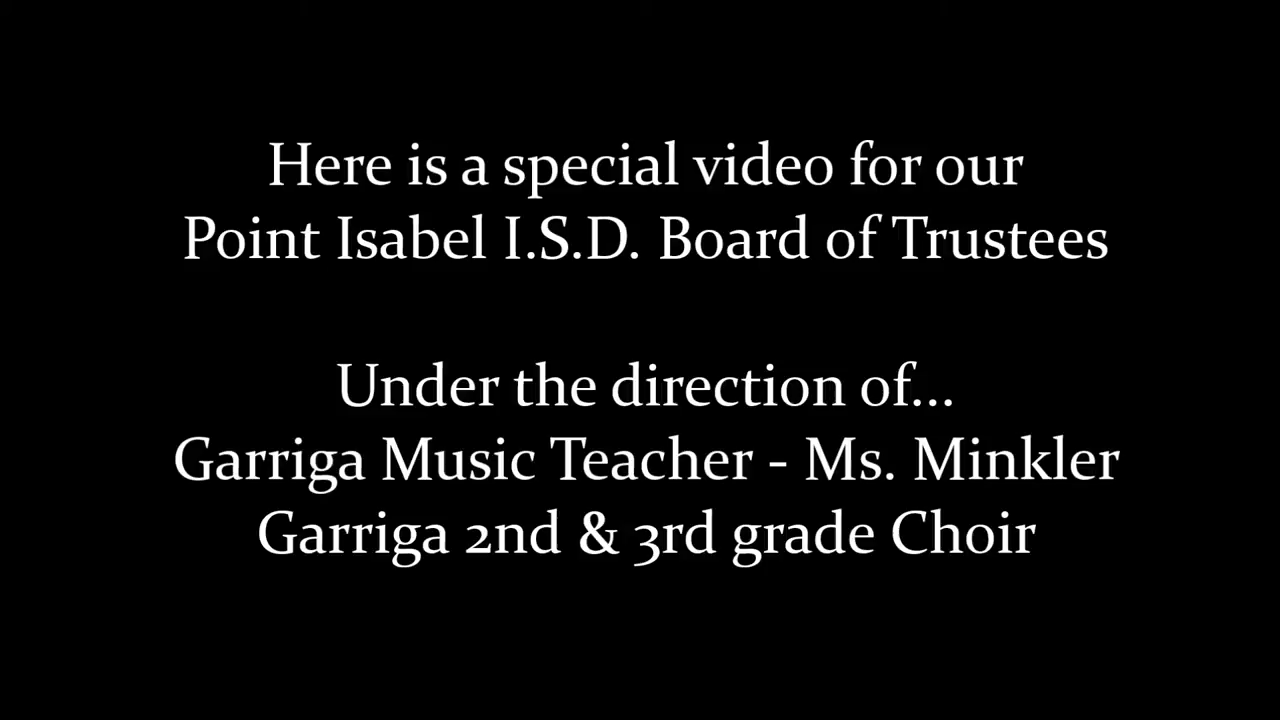 Here is a special video for our
Point Isabel I.S.D. Board of Trustees
Under the direction of...
Garriga Music Teacher - Ms. Minkler
Garriga 2nd & 3rd grade Choir